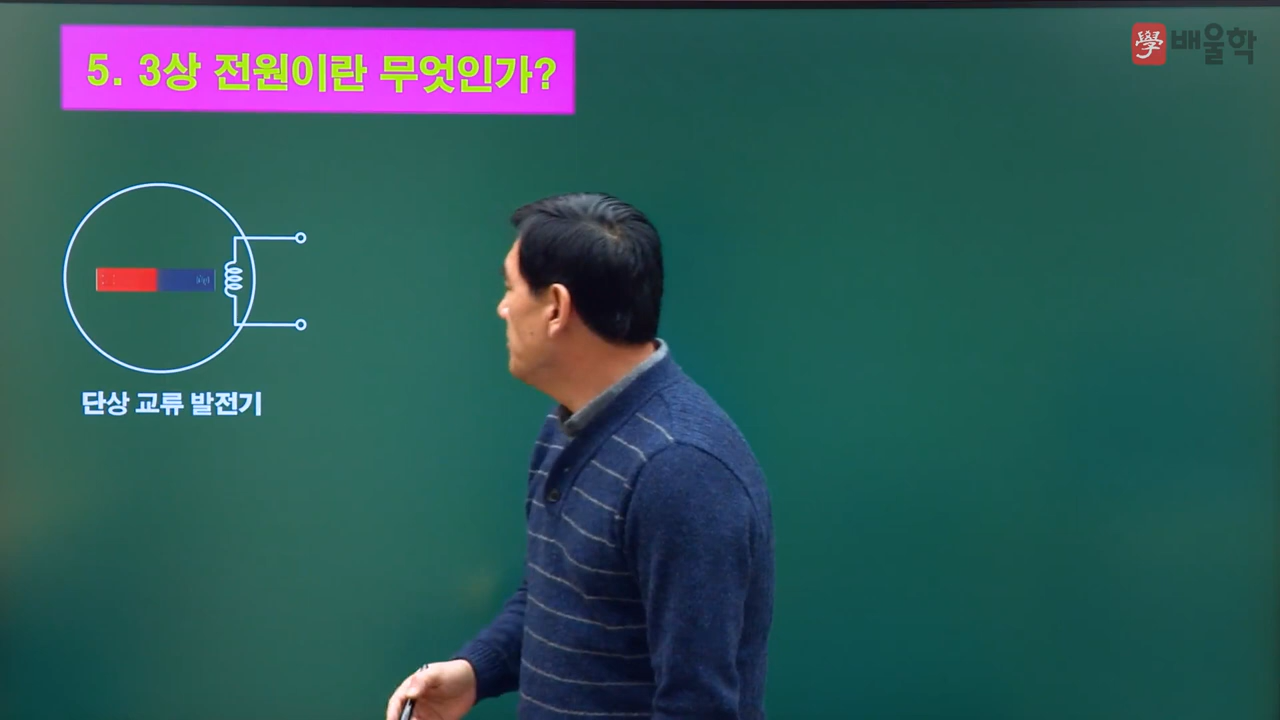 5. 3상 전원이란 무엇인가?
學 배울학
단상 교류 발전기